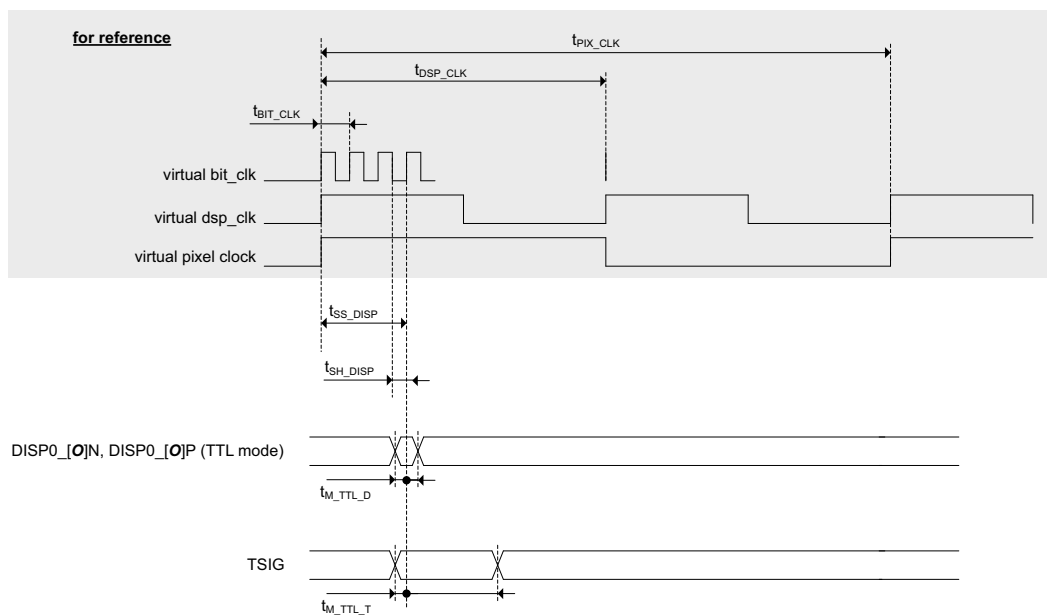 for reference
tPIX_CLK
tDSP_CLK
tBIT_CLK
virtual bit_clk
virtual dsp_clk
virtual pixel clock
tSS_DISP
tSH_DISP
DISP0_[O]N, DISP0_[O]P (TTL mode)
tM_TTL_D
TSIG
tM_TTL_T